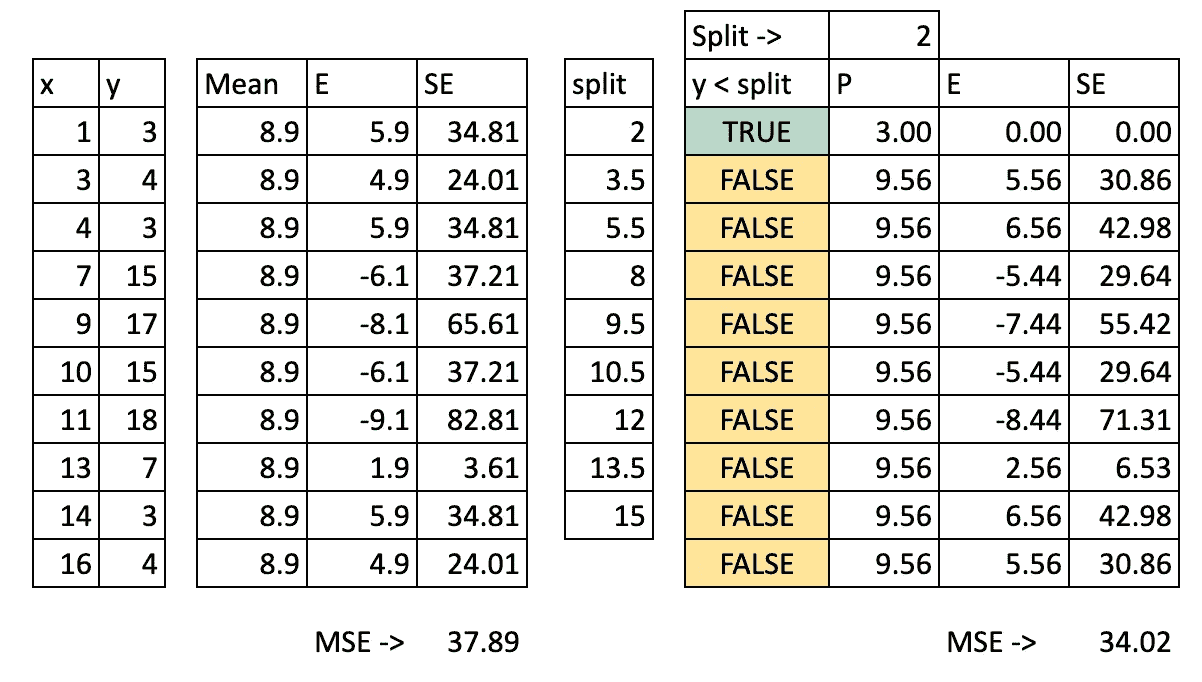 Split -> 2
x y Mean E SE split y < split P E SE
1 3 8.9 5.9 34.81 2 TRUE 3.00 0.00 0.00
3 4 8.9 4.9 24.01 3.5 FALSE 9.56 5.56 30.86
4 3 8.9 5.9 34.81 5.5 FALSE 9.56 6.56 42.98
7 15 8.9 -6.1 37.21 8 FALSE 9.56 -5.44 29.64
9 17 8.9 -8.1 65.61 9.5 FALSE 9.56 -7.44 55.42
10 15 8.9 -6.1 37.21 10.5 FALSE 9.56 -5.44 29.64
11 18 8.9 -9.1 82.81 12 FALSE 9.56 -8.44 71.31
13 7 8.9 1.9 3.61 13.5 FALSE 9.56 2.56 6.53
14 3 8.9 5.9 34.81 15 FALSE 9.56 6.56 42.98
16 4 8.9 4.9 24.01 FALSE 9.56 5.56 30.86
MSE -> 37.89 MSE -> 34.02